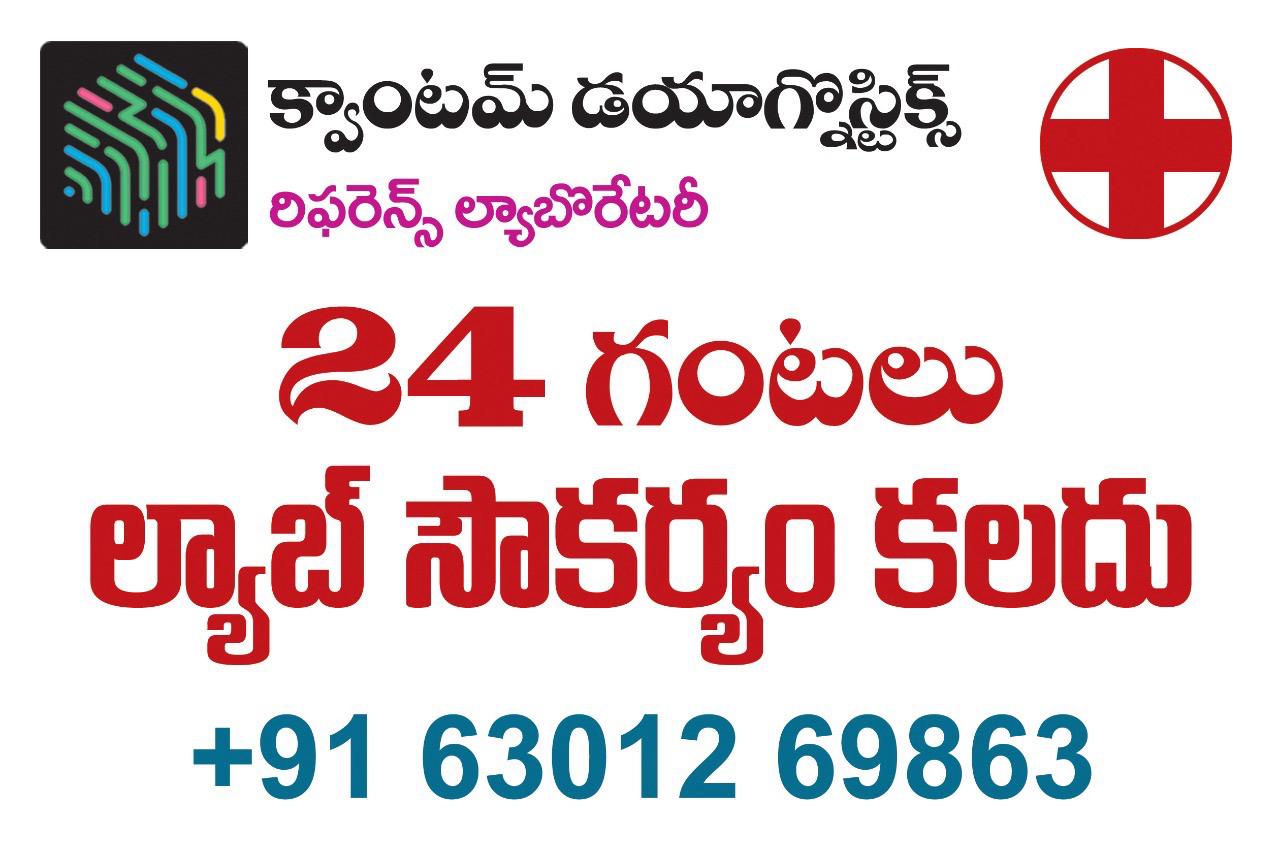 క్వాంటమ్ డయాగ్నొస్టిక్స్
రిఫరెన్స్ ల్యాబొరేటరీ
24 గంటలు
ల్యాబ్ సౌకర్యం కలదు
+91 63012 69863